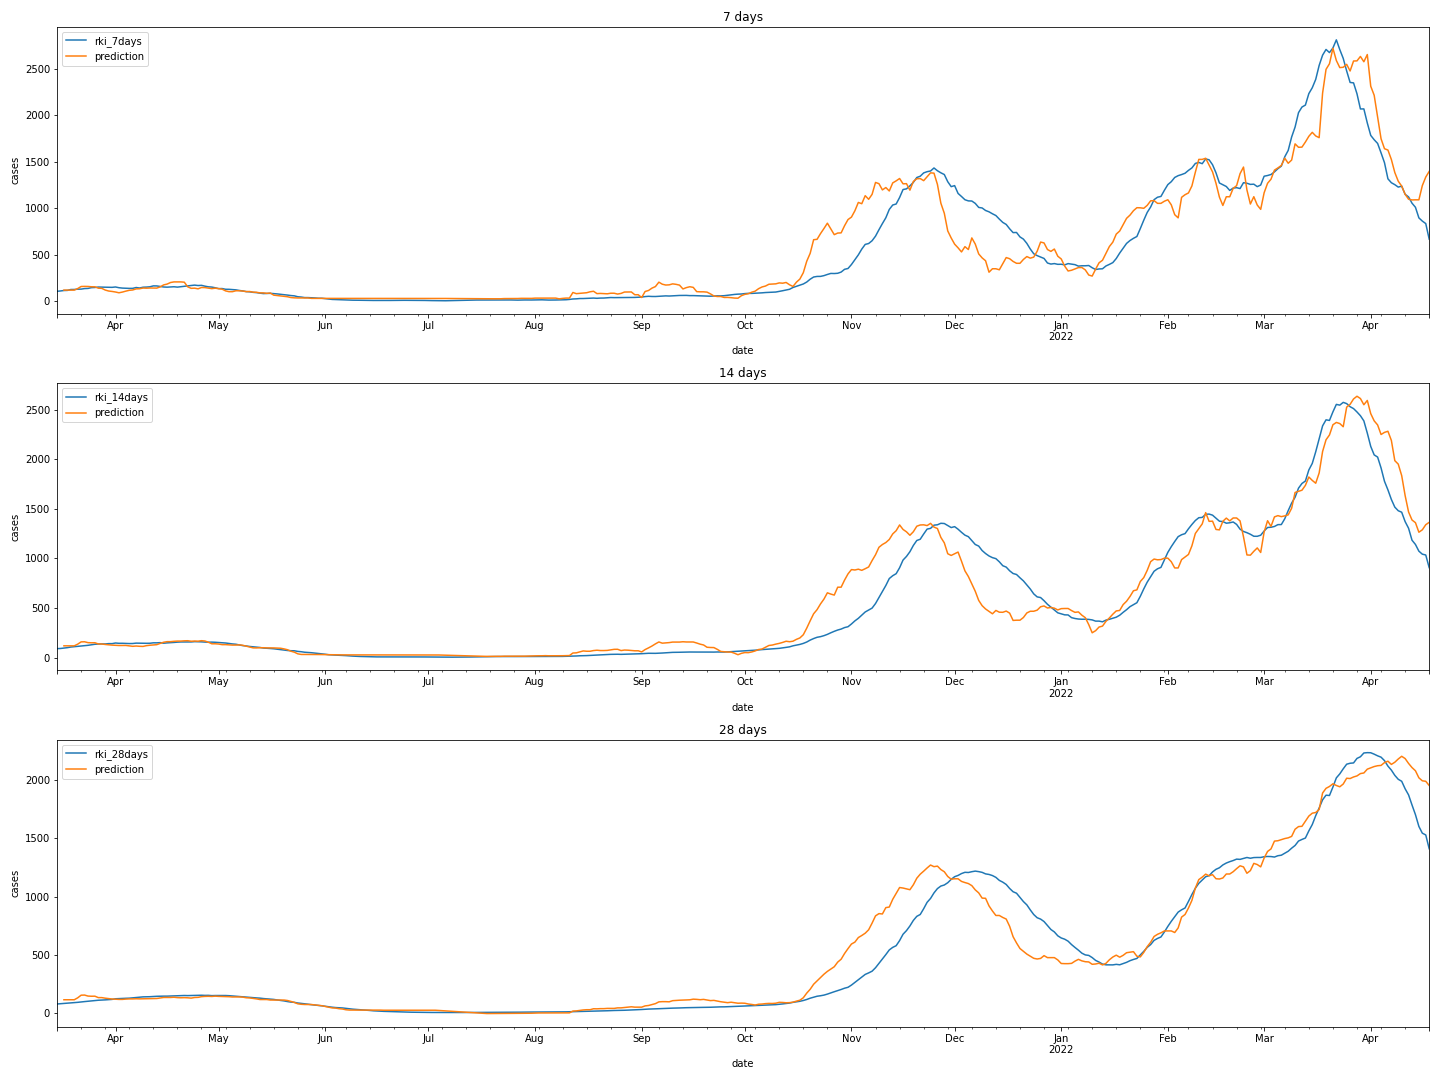 7 days
rki_7days
prediction
2500
2000
1500
1000
500
0
cases
Apr May Jun Jul Aug Sep Oct Nov Dec Jan Feb Mar Apr
2022
date
14 days
rki_14days
prediction
2500
2000
1500
1000
500
0
cases
Apr May Jun Jul Aug Sep Oct Nov Dec Jan Feb Mar Apr
2022
date
28 days
rki_28days
prediction
2000
1500
1000
500
0
cases
Apr May Jun Jul Aug Sep Oct Nov Dec Jan Feb Mar Apr
2022
date